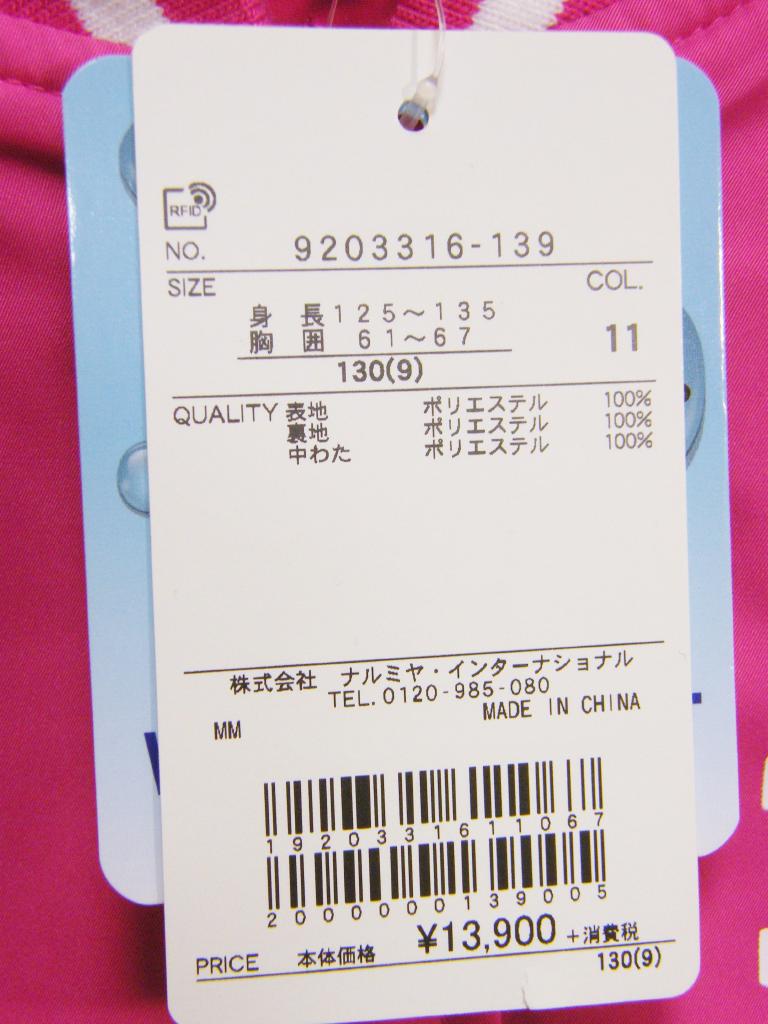 RFID
NO. 9203316-139
SIZE COL.
身 長 125～135
胸 囲 61～67 11
130(9)
QUALITY 表地 ポリエステル 100%
裏地 ポリエステル 100%
中わた ポリエステル 100%
株式会社 ナルミヤ・インターナショナル
TEL.0120-985-080
MADE IN CHINA
MM
1920331611067
2000000139005
¥13,900 +消費税
PRICE 本体価格 130(9)